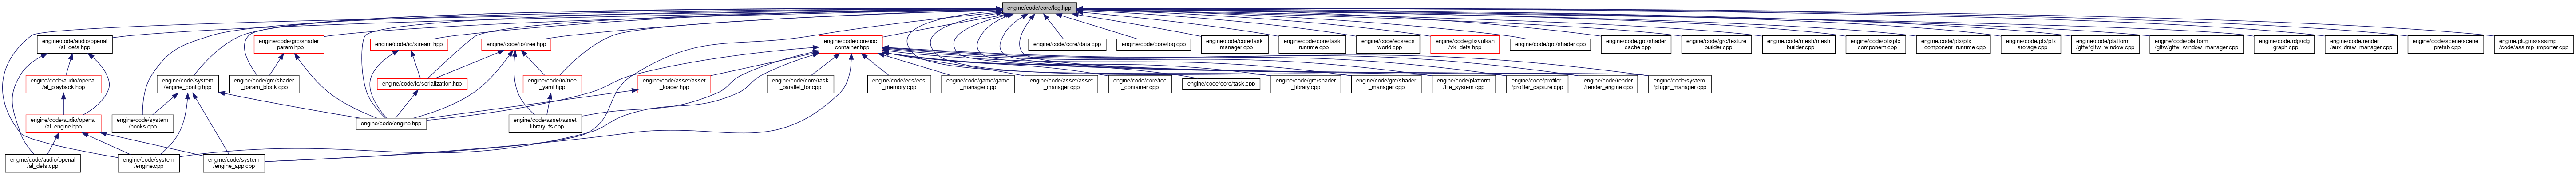 engine/code/core/log.hpp
engine/code/audio/openal
/al_defs.hpp
engine/code/grc/shader
_param.hpp
engine/code/io/stream.hpp
engine/code/io/tree.hpp
engine/code/core/ioc
_container.hpp
engine/code/core/data.cpp
engine/code/core/log.cpp
engine/code/core/task
_manager.cpp
engine/code/core/task
_runtime.cpp
engine/code/ecs/ecs
_world.cpp
engine/code/gfx/vulkan
/vk_defs.hpp
engine/code/grc/shader.cpp
engine/code/grc/shader
_cache.cpp
engine/code/grc/texture
_builder.cpp
engine/code/mesh/mesh
_builder.cpp
engine/code/pfx/pfx
_component.cpp
engine/code/pfx/pfx
_component_runtime.cpp
engine/code/pfx/pfx
_storage.cpp
engine/code/platform
/glfw/glfw_window.cpp
engine/code/platform
/glfw/glfw_window_manager.cpp
engine/code/rdg/rdg
_graph.cpp
engine/code/render
/aux_draw_manager.cpp
engine/code/scene/scene
_prefab.cpp
engine/plugins/assimp
/code/assimp_importer.cpp
engine/code/audio/openal
/al_playback.hpp
engine/code/system
/engine_config.hpp
engine/code/grc/shader
_param_block.cpp
engine/code/io/serialization.hpp
engine/code/io/tree
_yaml.hpp
engine/code/asset/asset
_loader.hpp
engine/code/core/task
_parallel_for.cpp
engine/code/ecs/ecs
_memory.cpp
engine/code/game/game
_manager.cpp
engine/code/asset/asset
_manager.cpp
engine/code/core/ioc
_container.cpp
engine/code/core/task.cpp
engine/code/grc/shader
_library.cpp
engine/code/grc/shader
_manager.cpp
engine/code/platform
/file_system.cpp
engine/code/profiler
/profiler_capture.cpp
engine/code/render
/render_engine.cpp
engine/code/system
/plugin_manager.cpp
engine/code/audio/openal
/al_engine.hpp
engine/code/system
/hooks.cpp
engine/code/engine.hpp
engine/code/asset/asset
_library_fs.cpp
engine/code/audio/openal
/al_defs.cpp
engine/code/system
/engine.cpp
engine/code/system
/engine_app.cpp